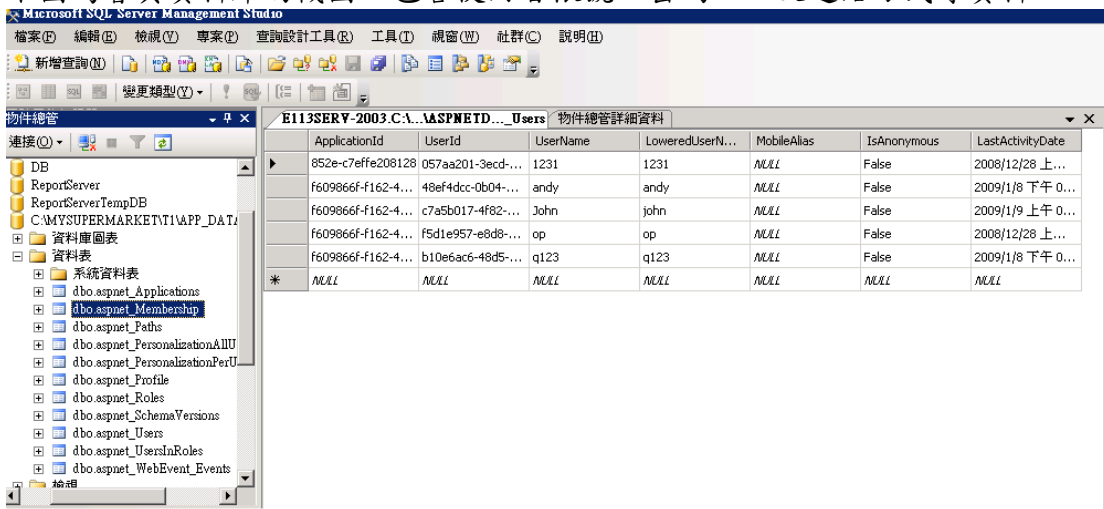 Microsoft SQL Server Management Studio
檔案(F) 編輯(E) 檢視(V) 專案(P) 查詢設計工具(R) 工具(T) 視窗(W) 社群(C) 說明(H)
新增查詢(N)
變更類型(Y)
物件總管
連接(O)
DB
ReportServer
ReportServerTempDB
C:\MYSUPERMARKET\T1\APP_DATA
資料庫圖表
資料表
系統資料表
dbo.aspnet_Applications
dbo.aspnet_Membership
dbo.aspnet_Paths
dbo.aspnet_PersonalizationAllU
dbo.aspnet_PersonalizationPerU
dbo.aspnet_Profile
dbo.aspnet_Roles
dbo.aspnet_SchemaVersions
dbo.aspnet_Users
dbo.aspnet_UsersInRoles
dbo.aspnet_WebEvent_Events
檢視
E113SERV-2003.C:\...\ASPNETD..._Users 物件總管詳細資料
ApplicationId UserId UserName LoweredUserN... MobileAlias IsAnonymous LastActivityDate
852e-c7effe208128 057aa201-3ecd-... 1231 1231 NULL False 2008/12/28 上...
f609866f-f162-4... 48ef4dcc-0b04-... andy andy NULL False 2009/1/8 下午 0...
f609866f-f162-4... c7a5b017-4f82-... John john NULL False 2009/1/9 上午 0...
f609866f-f162-4... f5d1e957-e8d8-... op op NULL False 2008/12/28 上...
f609866f-f162-4... b10e6ac6-48d5-... q123 q123 NULL False 2009/1/8 下午 0...
NULL NULL NULL NULL NULL NULL NULL